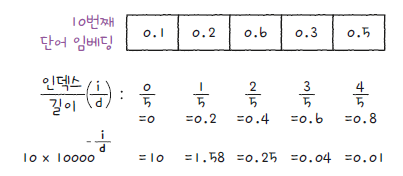 10번째
단어 임베딩
0.1 0.2 0.6 0.3 0.5
인덱스/길이 (i/d) : 0/5 1/5 2/5 3/5 4/5
=0 =0.2 =0.4 =0.6 =0.8
10 x 10000^(-i/d) =10 =1.58 =0.25 =0.04 =0.01